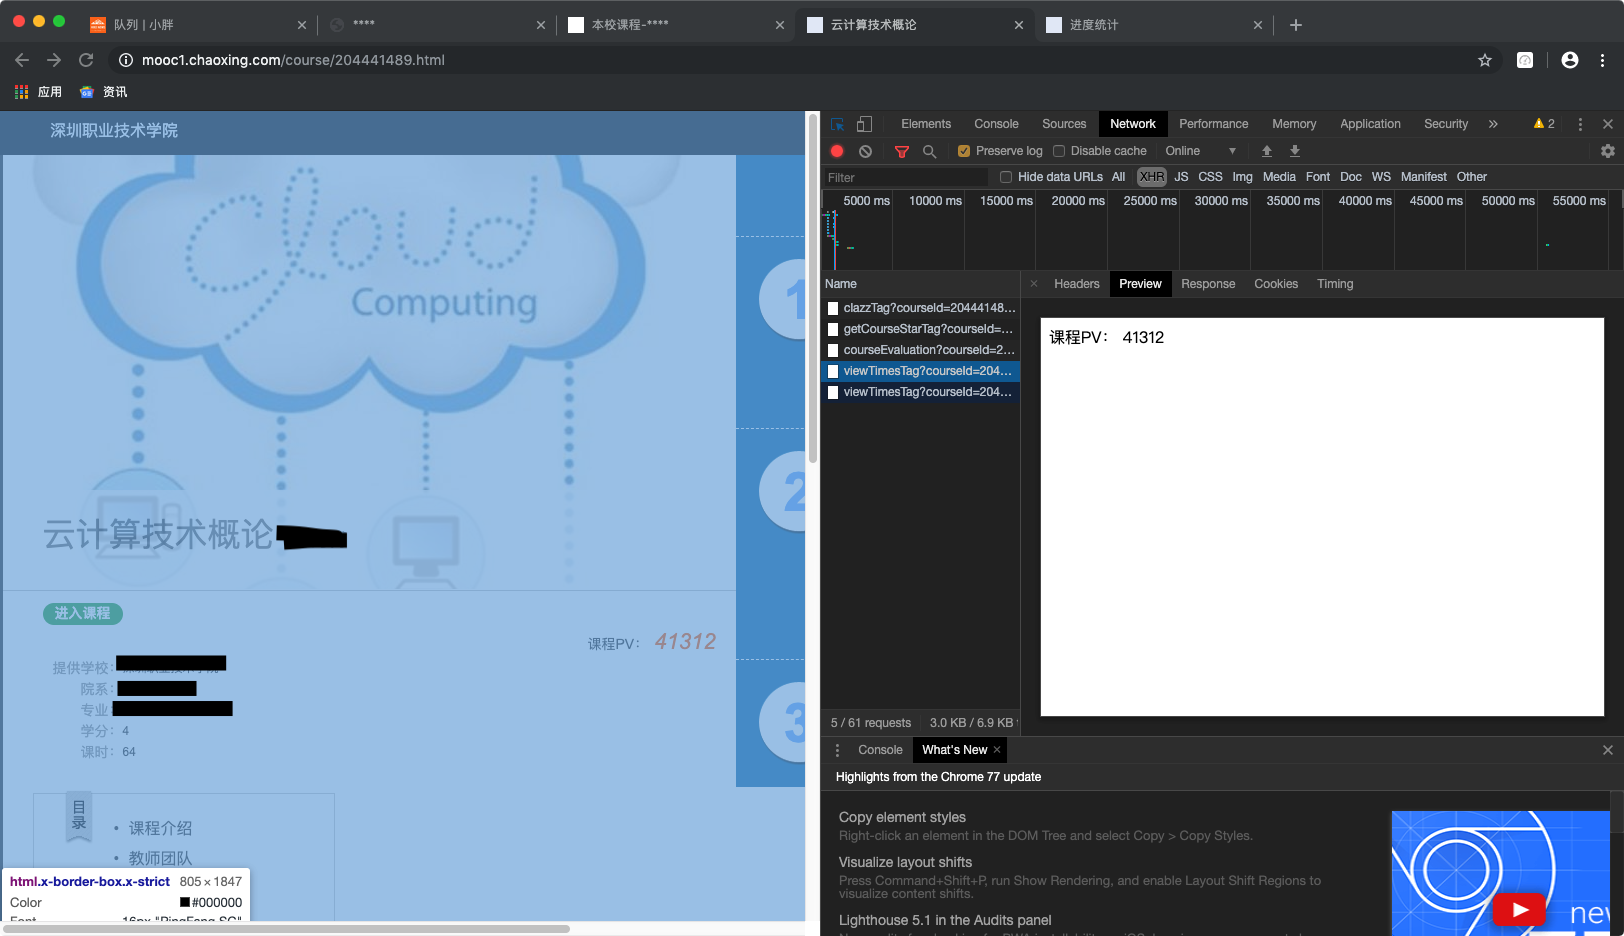 队列 | 小胖
****
本校课程-****
云计算技术概论
进度统计
mooc1.chaoxing.com/course/204441489.html
应用
资讯
深圳职业技术学院
cloud
Computing
1
2
3
云计算技术概论
进入课程
课程PV： 41312
提供学校：
院系：
专业：
学分： 4
课时： 64
目录
• 课程介绍
• 教师团队
html.x-border-box.x-strict 805 × 1847
Color #000000
Font 16px "PingFang SC"
Elements Console Sources Network Performance Memory Application Security » 2
Preserve log Disable cache Online
Filter Hide data URLs All XHR JS CSS Img Media Font Doc WS Manifest Other
5000 ms 10000 ms 15000 ms 20000 ms 25000 ms 30000 ms 35000 ms 40000 ms 45000 ms 50000 ms 55000 ms
Name
clazzTag?courseId=20444148...
getCourseStarTag?courseId=...
courseEvaluation?courseId=2...
viewTimesTag?courseId=204...
viewTimesTag?courseId=204...
5 / 61 requests 3.0 KB / 6.9 KB
Headers Preview Response Cookies Timing
课程PV： 41312
Console What's New
Highlights from the Chrome 77 update
Copy element styles
Right-click an element in the DOM Tree and select Copy > Copy Styles.
Visualize layout shifts
Press Command+Shift+P, run Show Rendering, and enable Layout Shift Regions to
visualize content shifts.
Lighthouse 5.1 in the Audits panel
new